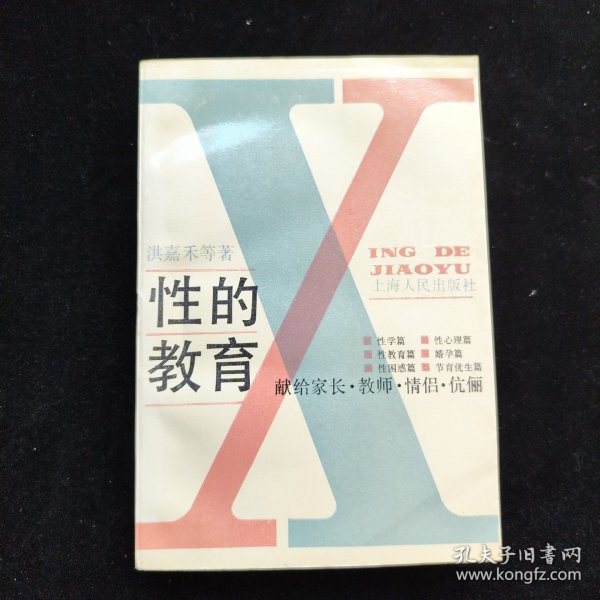 X
洪嘉禾等著
ING DE
JIAOYU
上海人民出版社
性的
教育
性学篇 性心理篇
性教育篇 婚孕篇
性困惑篇 节育优生篇
献给家长·教师·情侣·伉俪
孔夫子旧书网
www.kongfz.com